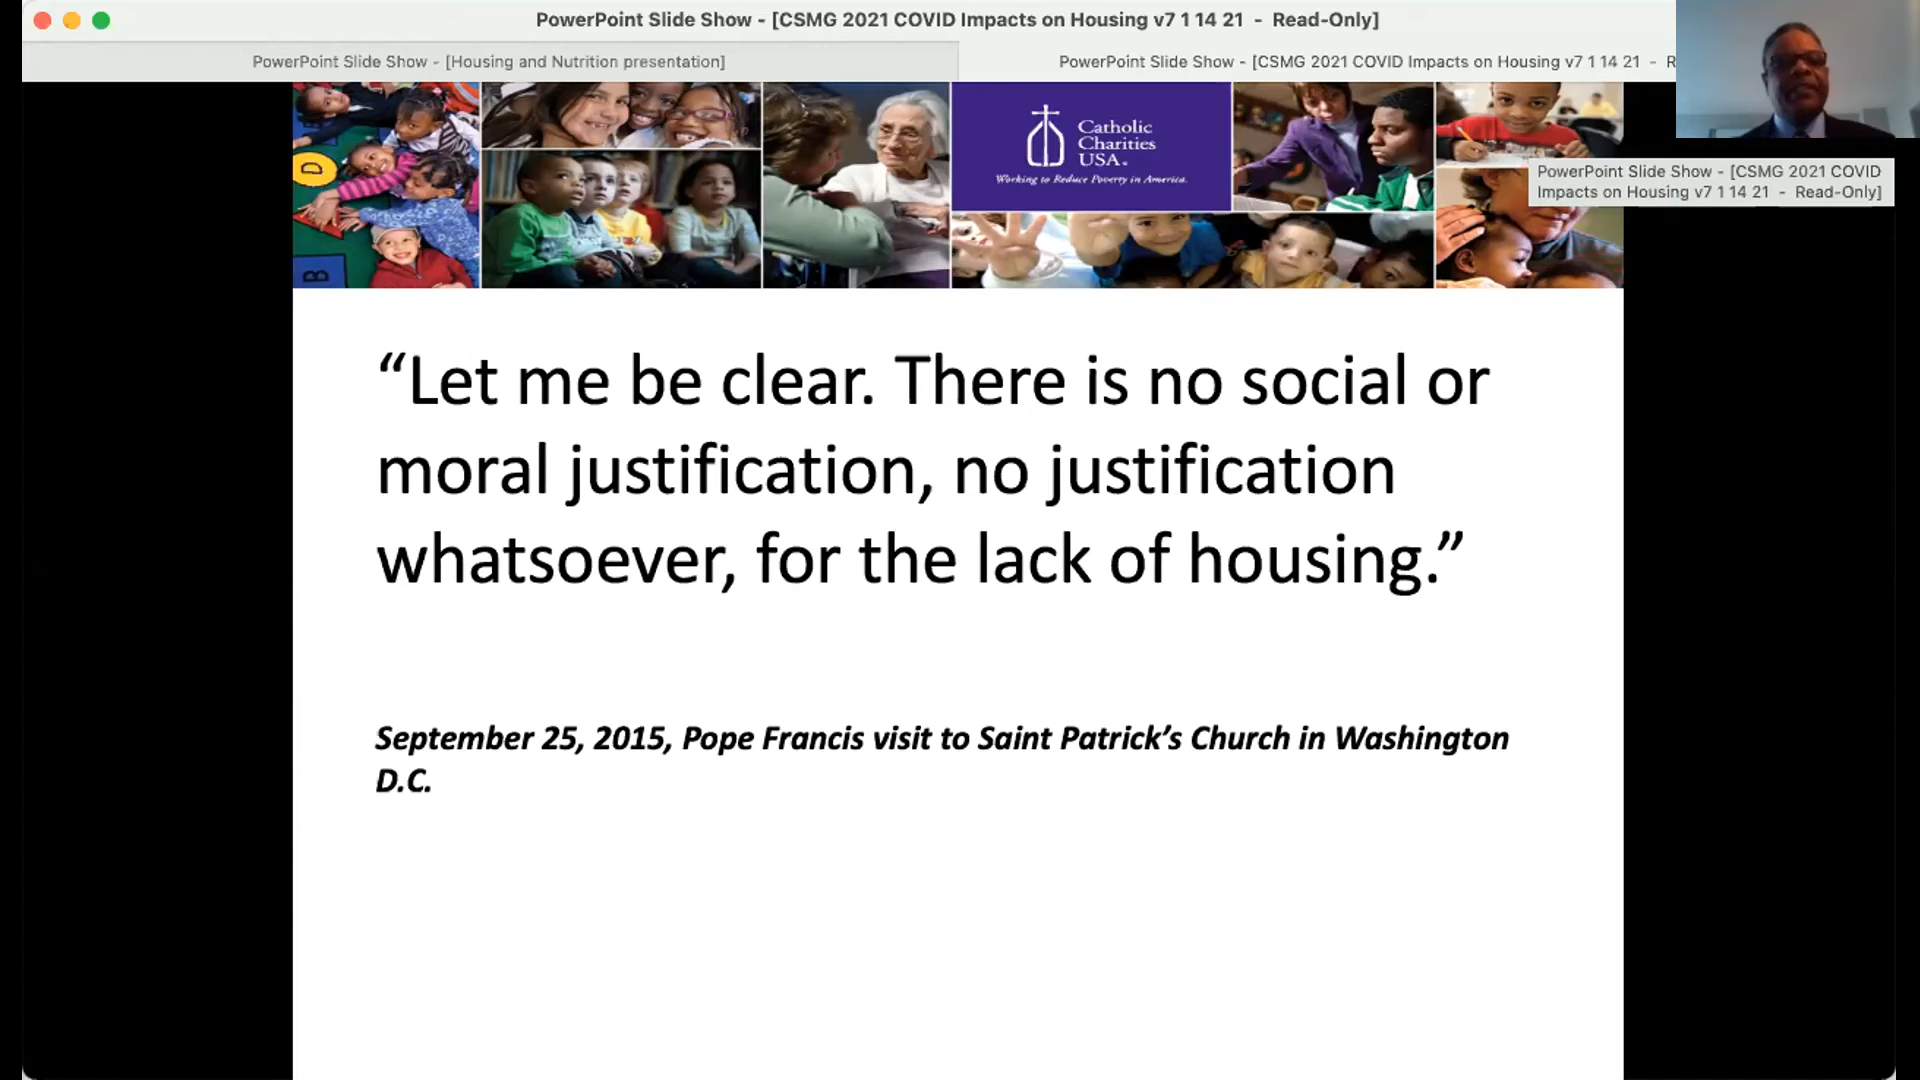 PowerPoint Slide Show - [CSMG 2021 COVID Impacts on Housing v7 1 14 21 - Read-Only]
PowerPoint Slide Show - [Housing and Nutrition presentation]
PowerPoint Slide Show - [CSMG 2021 COVID Impacts on Housing v7 1 14 21 - R
PowerPoint Slide Show - [CSMG 2021 COVID
Impacts on Housing v7 1 14 21 - Read-Only]
D
B
Catholic
Charities
USA®
Working to Reduce Poverty in America.
“Let me be clear. There is no social or
moral justification, no justification
whatsoever, for the lack of housing.”
September 25, 2015, Pope Francis visit to Saint Patrick’s Church in Washington
D.C.